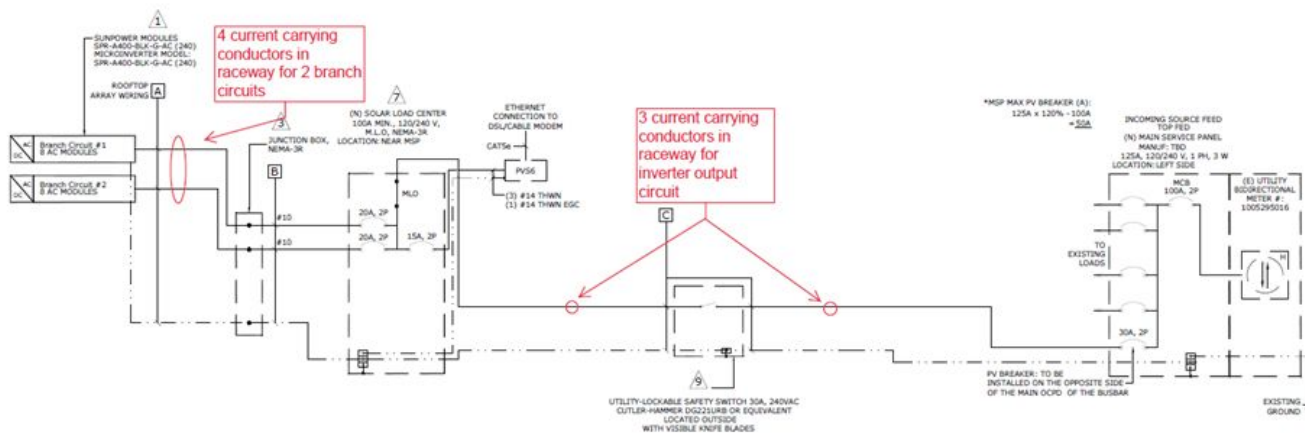 1
SUNPOWER MODULES
SPR-A400-BLK-G-AC (240)
MICROINVERTER MODEL:
SPR-A400-BLK-G-AC (240)
ROOFTOP
ARRAY WIRING
A
4 current carrying
conductors in
raceway for 2 branch
circuits
3
JUNCTION BOX,
NEMA-3R
B
7
(N) SOLAR LOAD CENTER
100A MIN., 120/240 V,
M.L.O, NEMA-3R
LOCATION: NEAR MSP
ETHERNET
CONNECTION TO
DSL/CABLE MODEM
CAT5e
PVS6
(3) #14 THWN
(1) #14 THWN EGC
3 current carrying
conductors in
raceway for
inverter output
circuit
C
*MSP MAX PV BREAKER (A):
125A x 120% -100A
= 50A
INCOMING SOURCE FEED
TOP FED
(N) MAIN SERVICE PANEL
MANUF: TBD
125A, 120/240 V, 1 PH, 3 W
LOCATION: LEFT SIDE
MCB
100A, 2P
(E) UTILITY
BIDIRECTIONAL
METER #:
1005295016
H
AC
DC
Branch Circuit #1
8 AC MODULES
AC
DC
Branch Circuit #2
8 AC MODULES
#10
#10
MLO
20A, 2P
20A, 2P
15A, 2P
TO
EXISTING
LOADS
30A, 2P
9
UTILITY-LOCKABLE SAFETY SWITCH 30A, 240VAC
CUTLER-HAMMER DG221URB OR EQUIVALENT
LOCATED OUTSIDE
WITH VISIBLE KNIFE BLADES
PV BREAKER: TO BE
INSTALLED ON THE OPPOSITE SIDE
OF THE MAIN OCPD OF THE BUSBAR
EXISTING
GROUND